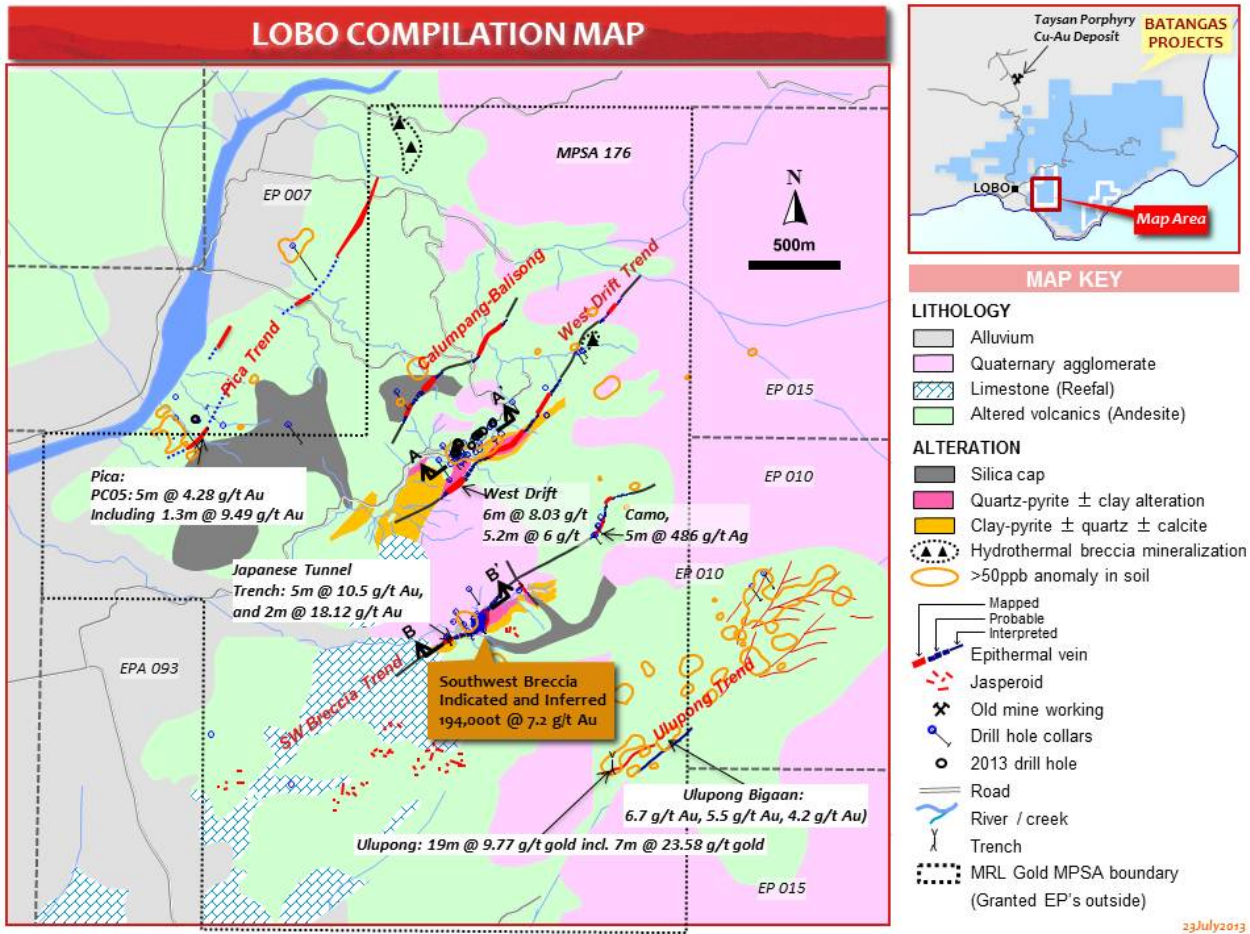 LOBO COMPILATION MAP
Taysan Porphyry
Cu-Au Deposit
BATANGAS
PROJECTS
LOBO
Map Area
MPSA 176
EP 007
N
500m
Calumpang-Balisong
West Drift Trend
Pica Trend
EP 015
A'
A
EP 010
Pica:
PC05: 5m @ 4.28 g/t Au
Including 1.3m @ 9.49 g/t Au
West Drift
6m @ 8.03 g/t
5.2m @ 6 g/t
Camo,
5m @ 486 g/t Ag
Japanese Tunnel
Trench: 5m @ 10.5 g/t Au,
and 2m @ 18.12 g/t Au
B'
B
EP 010
EPA 093
SW Breccia Trend
Southwest Breccia
Indicated and Inferred
194,000t @ 7.2 g/t Au
Ulupong Trend
Ulupong Bigaan:
6.7 g/t Au, 5.5 g/t Au, 4.2 g/t Au)
Ulupong: 19m @ 9.77 g/t gold incl. 7m @ 23.58 g/t gold
EP 015
MAP KEY
LITHOLOGY
Alluvium
Quaternary agglomerate
Limestone (Reefal)
Altered volcanics (Andesite)
ALTERATION
Silica cap
Quartz-pyrite ± clay alteration
Clay-pyrite ± quartz ± calcite
Hydrothermal breccia mineralization
>50ppb anomaly in soil
Mapped
Probable
Interpreted
Epithermal vein
Jasperoid
Old mine working
Drill hole collars
2013 drill hole
Road
River / creek
Trench
MRL Gold MPSA boundary
(Granted EP's outside)
23July2013